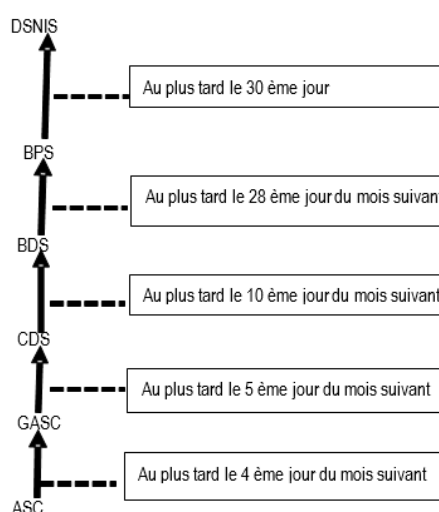 DSNIS
Au plus tard le 30 ème jour
BPS
Au plus tard le 28 ème jour du mois suivant
BDS
Au plus tard le 10 ème jour du mois suivant
CDS
Au plus tard le 5 ème jour du mois suivant
GASC
Au plus tard le 4 ème jour du mois suivant
ASC